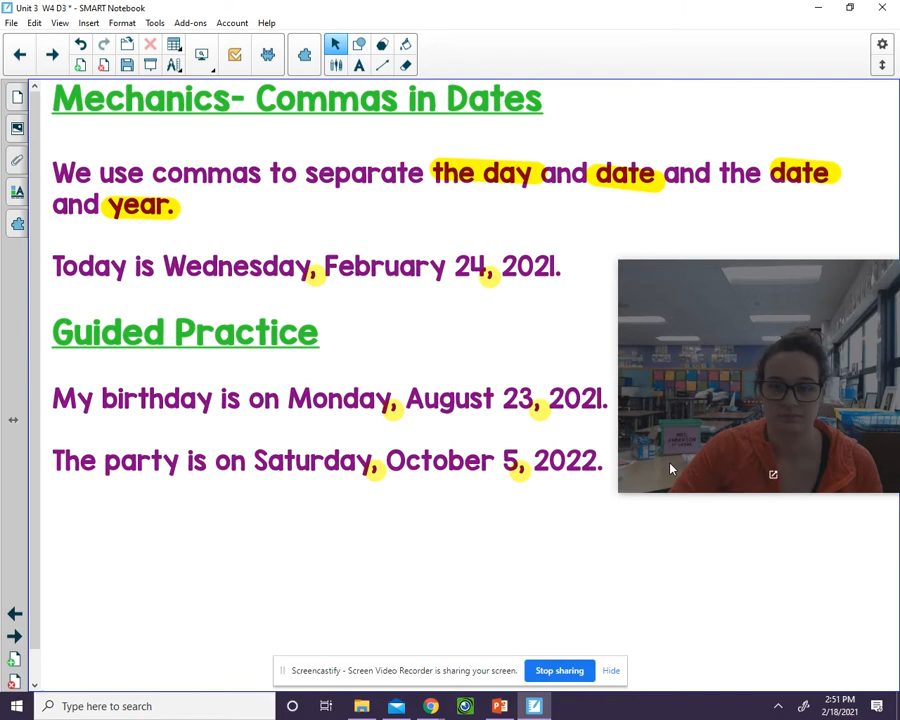 Unit 3 W4 D3 * - SMART Notebook
File Edit View Insert Format Tools Add-ons Account Help
Mechanics- Commas in Dates
We use commas to separate the day and date and the date
and year.
Today is Wednesday, February 24, 2021.
Guided Practice
My birthday is on Monday, August 23, 2021.
The party is on Saturday, October 5, 2022.
Screencastify - Screen Video Recorder is sharing your screen. Stop sharing Hide
Type here to search
2:51 PM
2/18/2021